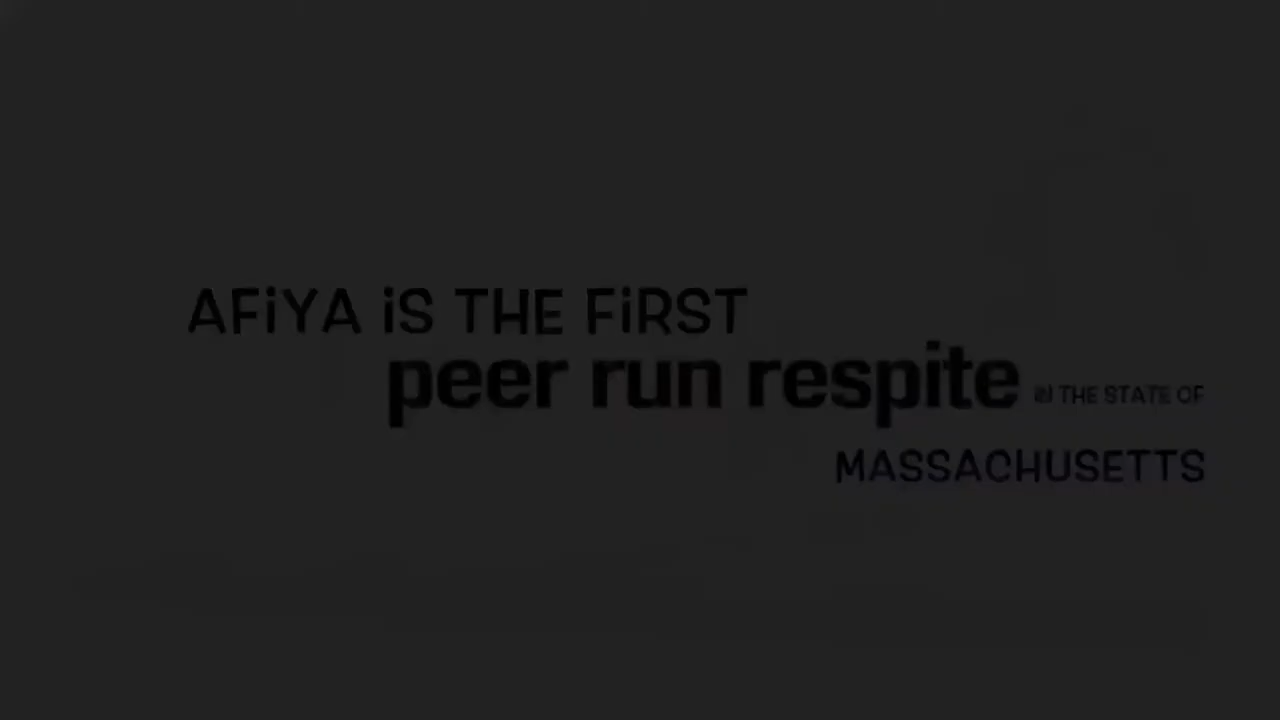 AFiYA iS THE FiRST
peer run respite IN THE STATE OF
MASSACHUSETTS